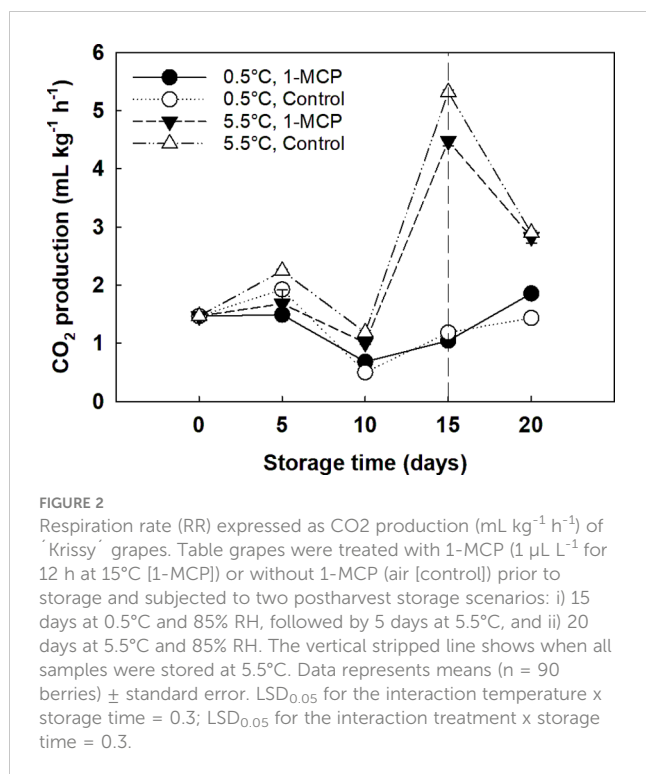 6
5
4
3
2
1
0
CO₂ production (mL kg⁻¹ h⁻¹)
0.5°C, 1-MCP
0.5°C, Control
5.5°C, 1-MCP
5.5°C, Control
0 5 10 15 20
Storage time (days)
FIGURE 2
Respiration rate (RR) expressed as CO2 production (mL kg⁻¹ h⁻¹) of
´Krissy´ grapes. Table grapes were treated with 1-MCP (1 µL L⁻¹ for
12 h at 15°C [1-MCP]) or without 1-MCP (air [control]) prior to
storage and subjected to two postharvest storage scenarios: i) 15
days at 0.5°C and 85% RH, followed by 5 days at 5.5°C, and ii) 20
days at 5.5°C and 85% RH. The vertical stripped line shows when all
samples were stored at 5.5°C. Data represents means (n = 90
berries) ± standard error. LSD₀.₀₅ for the interaction temperature x
storage time = 0.3; LSD₀.₀₅ for the interaction treatment x storage
time = 0.3.